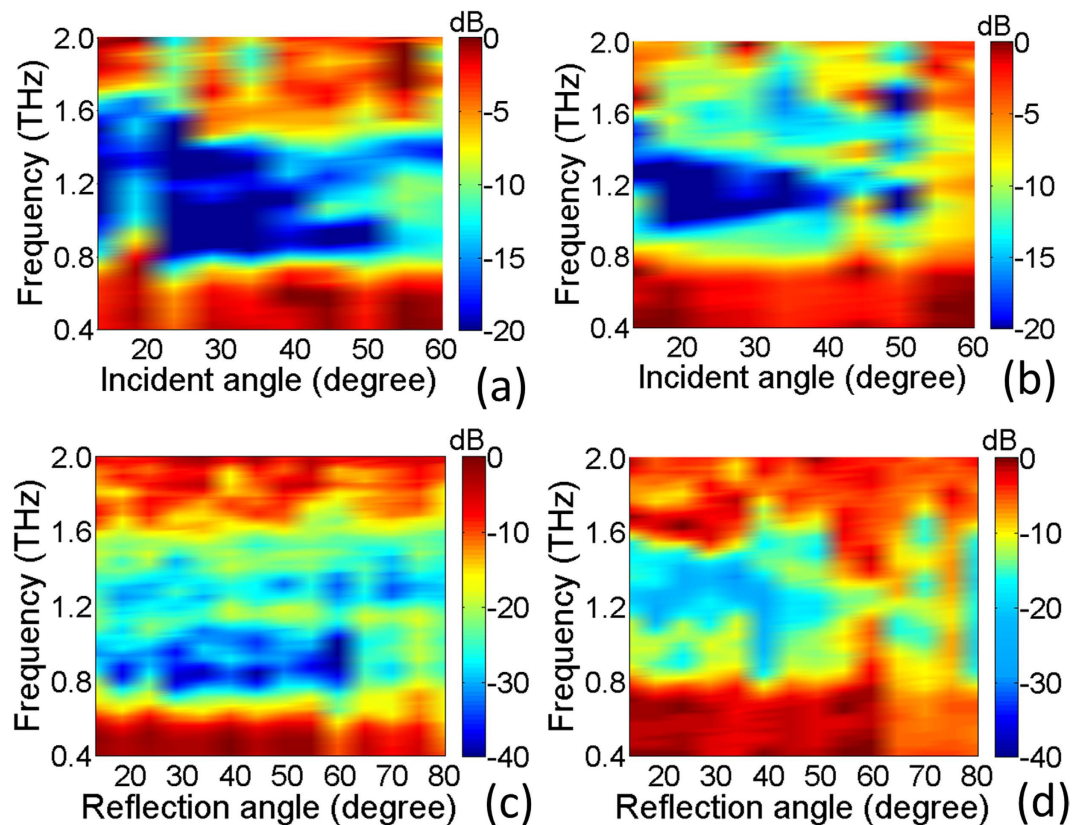 dB
2.0
1.6
1.2
0.8
0.4
Frequency (THz)
20 30 40 50 60
Incident angle (degree)
0
-5
-10
-15
-20
(a)
dB
2.0
1.6
1.2
0.8
0.4
Frequency (THz)
20 30 40 50 60
Incident angle (degree)
0
-5
-10
-15
-20
(b)
dB
2.0
1.6
1.2
0.8
0.4
Frequency (THz)
20 30 40 50 60 70 80
Reflection angle (degree)
0
-10
-20
-30
-40
(c)
dB
2.0
1.6
1.2
0.8
0.4
Frequency (THz)
20 30 40 50 60 70 80
Reflection angle (degree)
0
-10
-20
-30
-40
(d)